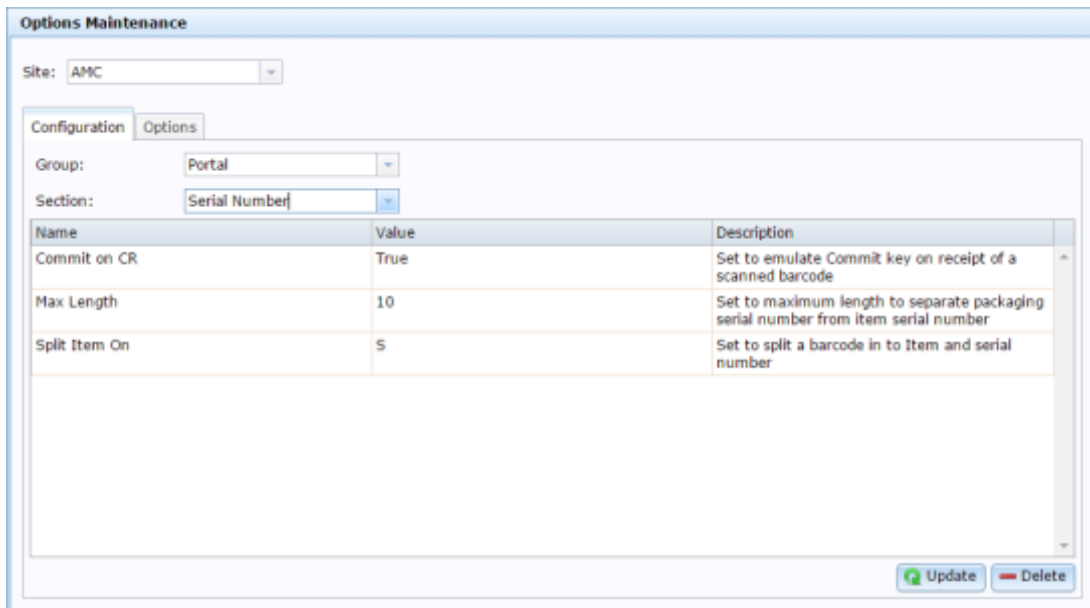 Options Maintenance
Site: AMC
Configuration Options
Group: Portal
Section: Serial Number
Name Value Description
Commit on CR True Set to emulate Commit key on receipt of a
scanned barcode
Max Length 10 Set to maximum length to separate packaging
serial number from item serial number
Split Item On S Set to split a barcode in to Item and serial
number
Update Delete